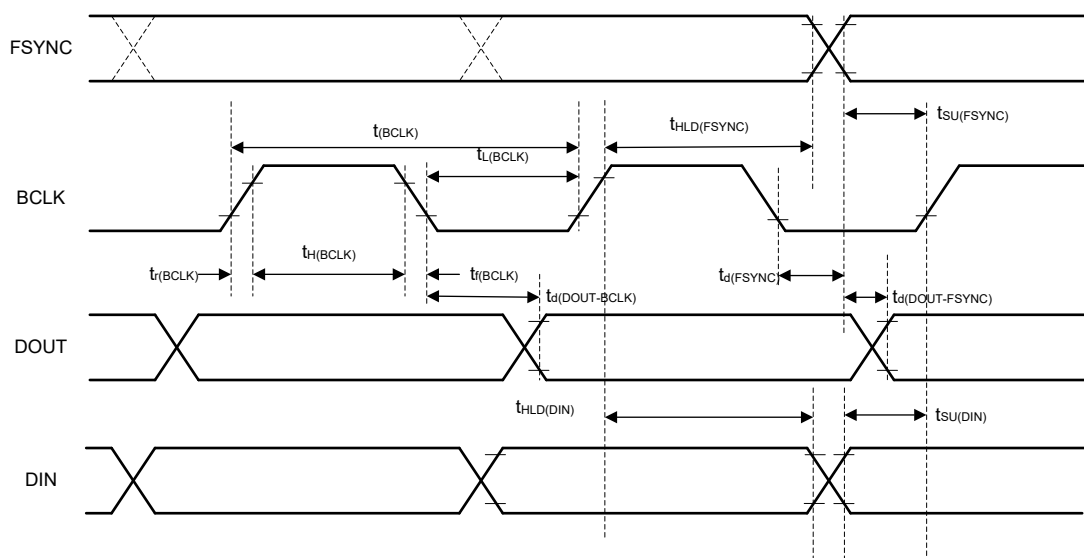 FSYNC
t(BCLK)
tHLD(FSYNC)
tSU(FSYNC)
tL(BCLK)
BCLK
tr(BCLK)
tH(BCLK)
tf(BCLK)
td(FSYNC)
td(DOUT-BCLK)
td(DOUT-FSYNC)
DOUT
tHLD(DIN)
tSU(DIN)
DIN